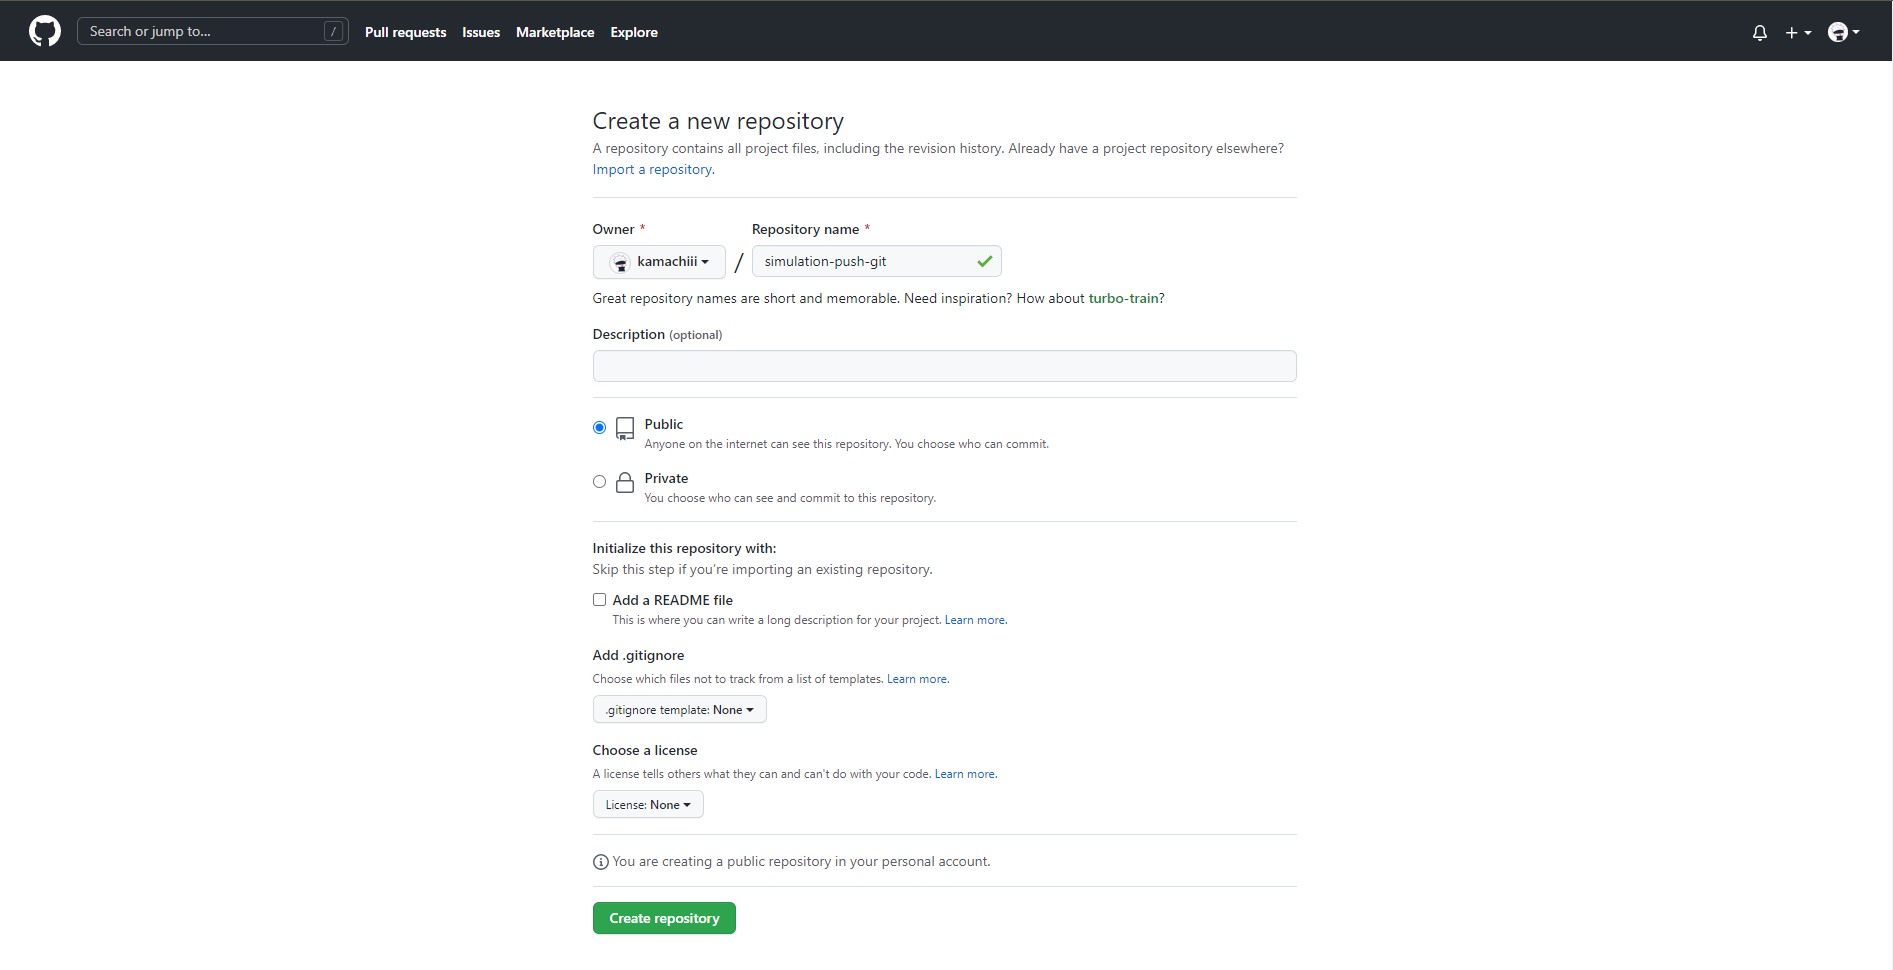 Search or jump to... / Pull requests Issues Marketplace Explore
Create a new repository
A repository contains all project files, including the revision history. Already have a project repository elsewhere?
Import a repository.
Owner * Repository name *
kamachiii / simulation-push-git
Great repository names are short and memorable. Need inspiration? How about turbo-train?
Description (optional)
Public
Anyone on the internet can see this repository. You choose who can commit.
Private
You choose who can see and commit to this repository.
Initialize this repository with:
Skip this step if you're importing an existing repository.
Add a README file
This is where you can write a long description for your project. Learn more.
Add .gitignore
Choose which files not to track from a list of templates. Learn more.
.gitignore template: None
Choose a license
A license tells others what they can and can't do with your code. Learn more.
License: None
You are creating a public repository in your personal account.
Create repository